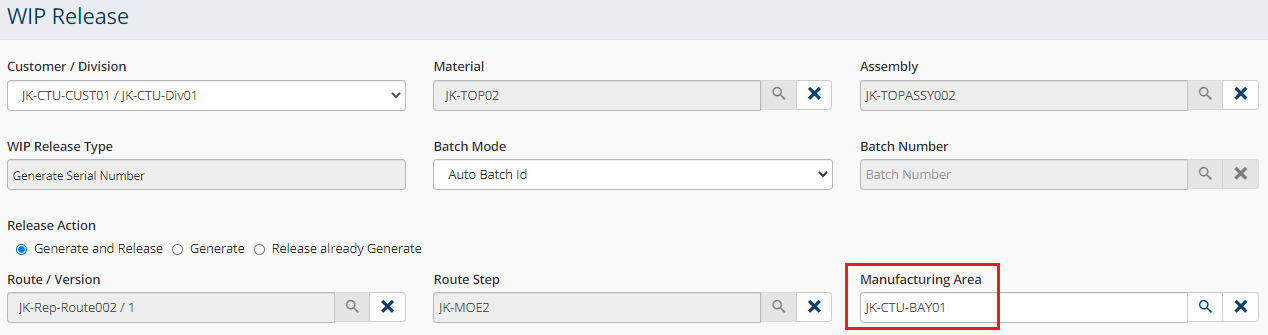 WIP Release
Customer / Division Material Assembly
JK-CTU-CUST01 / JK-CTU-Div01 JK-TOP02 JK-TOPASSY002
WIP Release Type Batch Mode Batch Number
Generate Serial Number Auto Batch Id Batch Number
Release Action
Generate and Release Generate Release already Generate
Route / Version Route Step Manufacturing Area
JK-Rep-Route002 / 1 JK-MOE2 JK-CTU-BAY01